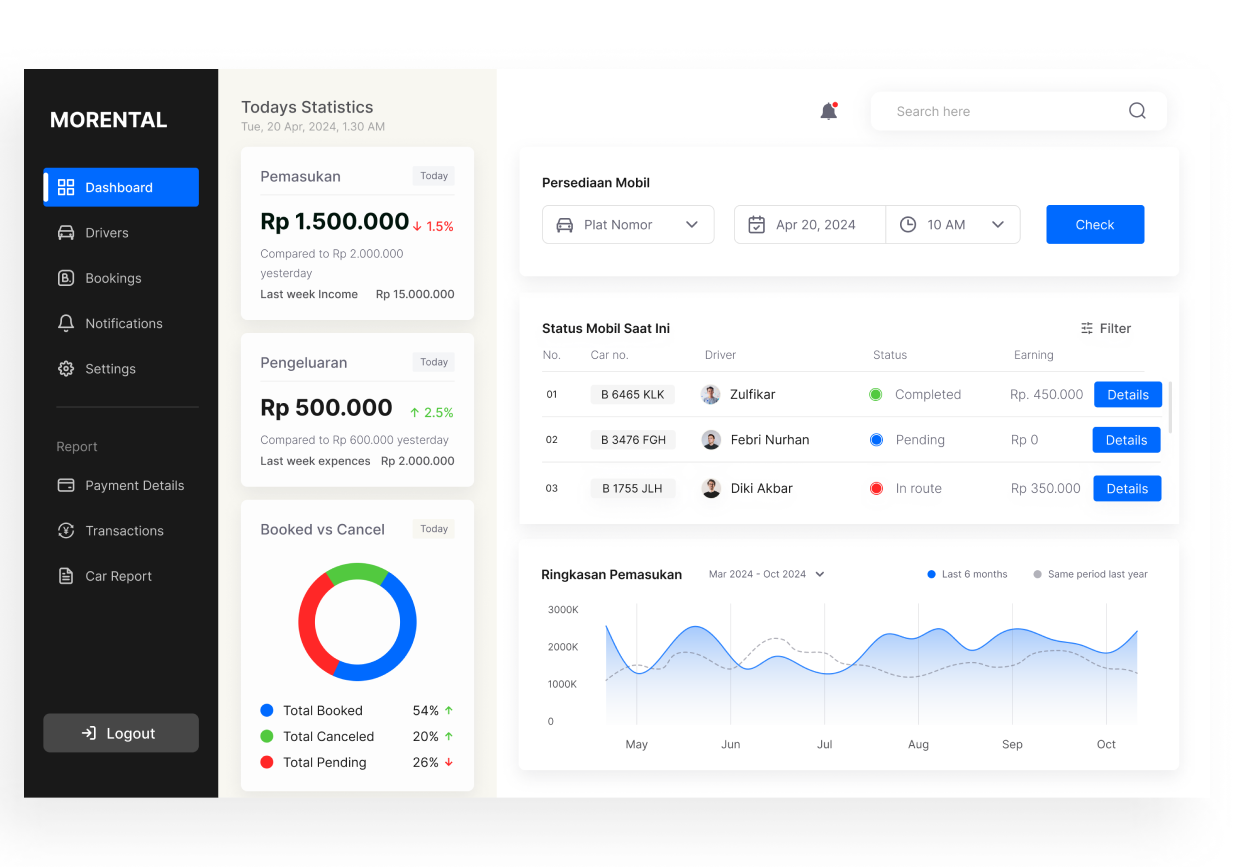 MORENTAL
Dashboard
Drivers
Bookings
Notifications
Settings
Report
Payment Details
Transactions
Car Report
Logout
Todays Statistics
Tue, 20 Apr, 2024, 1.30 AM
Pemasukan Today
Rp 1.500.000 ↓ 1.5%
Compared to Rp 2.000.000
yesterday
Last week Income Rp 15.000.000
Pengeluaran Today
Rp 500.000 ↑ 2.5%
Compared to Rp 600.000 yesterday
Last week expences Rp 2.000.000
Booked vs Cancel Today
Total Booked 54% ↑
Total Canceled 20% ↑
Total Pending 26% ↓
Search here
Persediaan Mobil
Plat Nomor Apr 20, 2024 10 AM Check
Status Mobil Saat Ini Filter
No. Car no. Driver Status Earning
01 B 6465 KLK Zulfikar Completed Rp. 450.000 Details
02 B 3476 FGH Febri Nurhan Pending Rp 0 Details
03 B 1755 JLH Diki Akbar In route Rp 350.000 Details
Ringkasan Pemasukan Mar 2024 - Oct 2024 Last 6 months Same period last year
3000K
2000K
1000K
0
May Jun Jul Aug Sep Oct